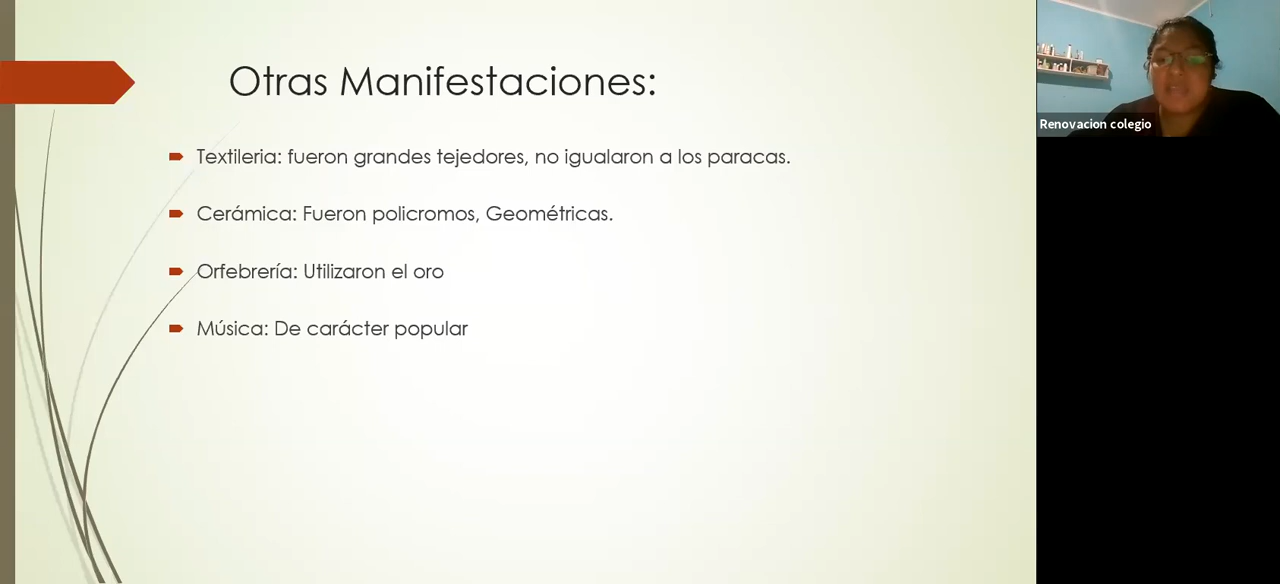 Otras Manifestaciones:
Textileria: fueron grandes tejedores, no igualaron a los paracas.
Cerámica: Fueron policromos, Geométricas.
Orfebrería: Utilizaron el oro
Música: De carácter popular
Renovacion colegio